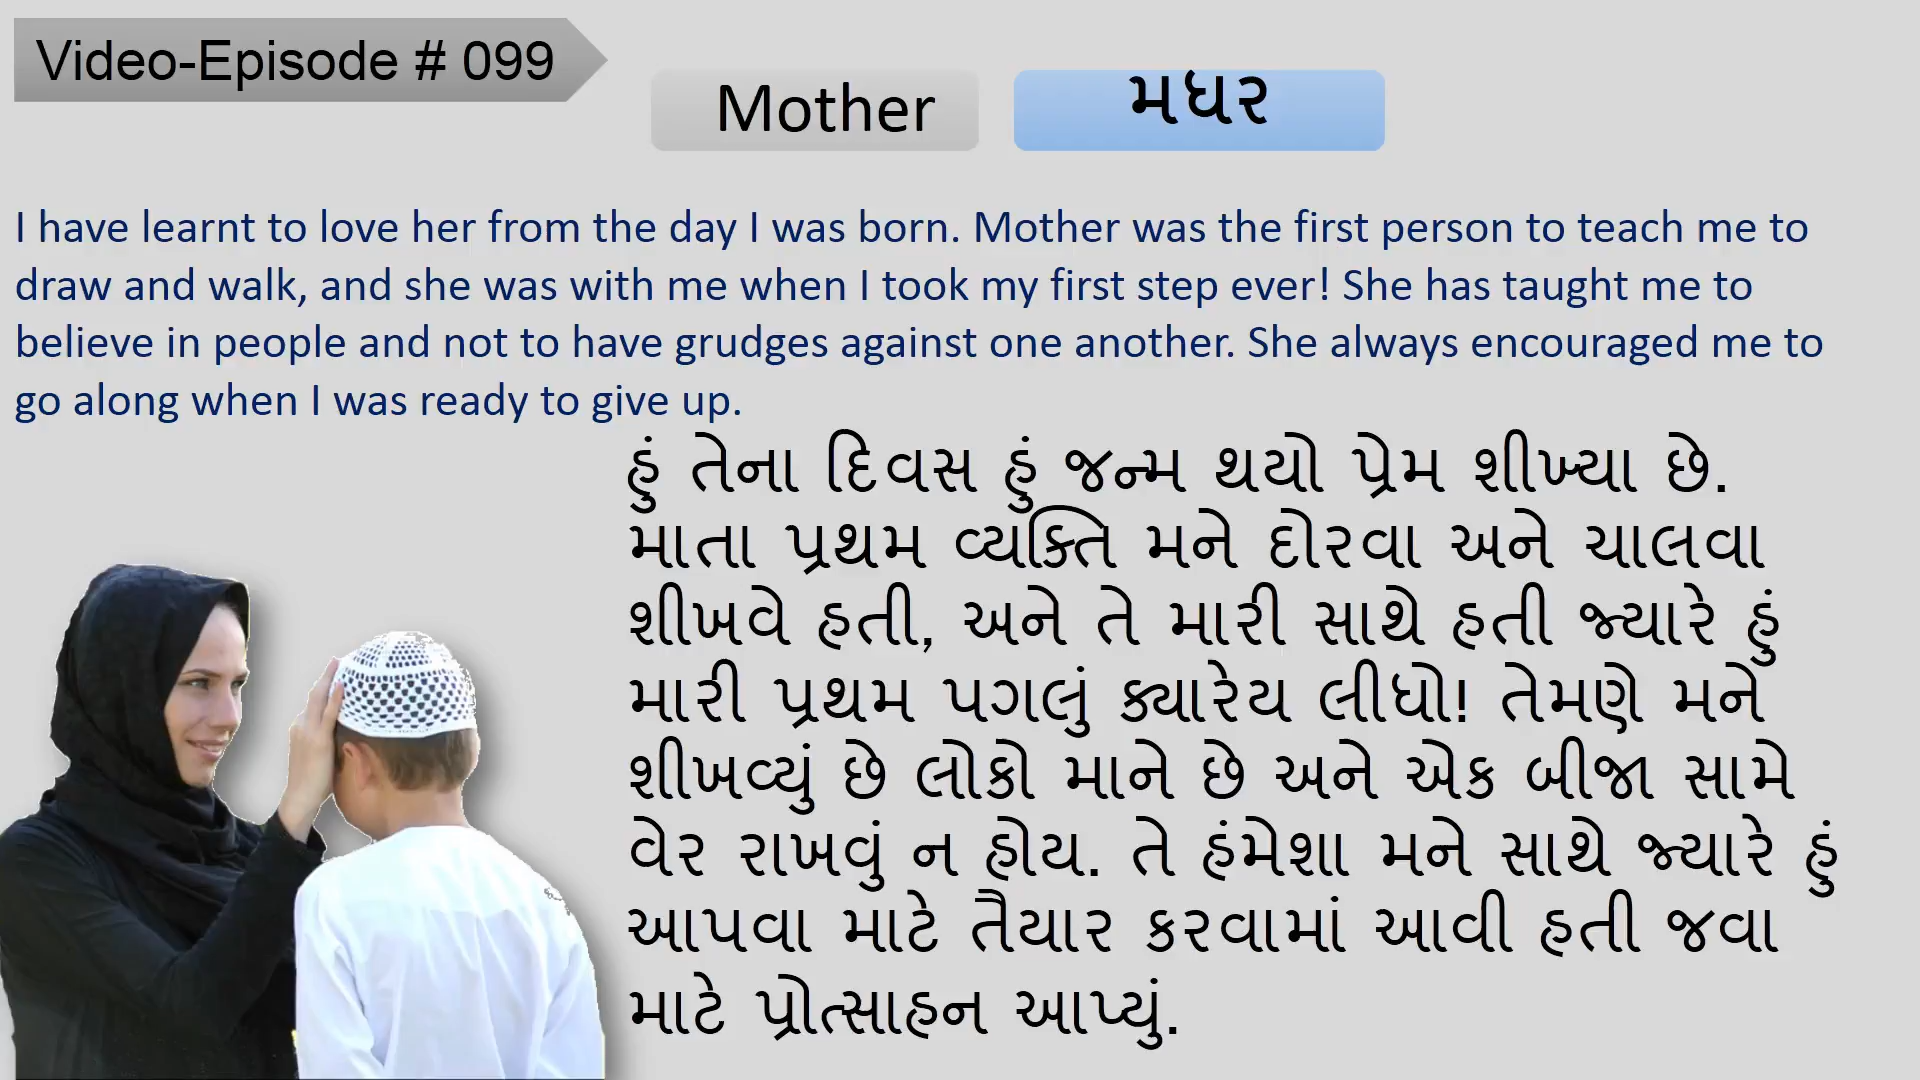 Video-Episode # 099
Mother
મધર
I have learnt to love her from the day I was born. Mother was the first person to teach me to
draw and walk, and she was with me when I took my first step ever! She has taught me to
believe in people and not to have grudges against one another. She always encouraged me to
go along when I was ready to give up.
હું તેના દિવસ હું જન્મ થયો પ્રેમ શીખ્યા છે.
માતા પ્રથમ વ્યક્તિ મને દોરવા અને ચાલવા
શીખવે હતી, અને તે મારી સાથે હતી જ્યારે હું
મારી પ્રથમ પગલું ક્યારેય લીધો! તેમણે મને
શીખવ્યું છે લોકો માને છે અને એક બીજા સામે
વેર રાખવું ન હોય. તે હંમેશા મને સાથે જ્યારે હું
આપવા માટે તૈયાર કરવામાં આવી હતી જવા
માટે પ્રોત્સાહન આપ્યું.